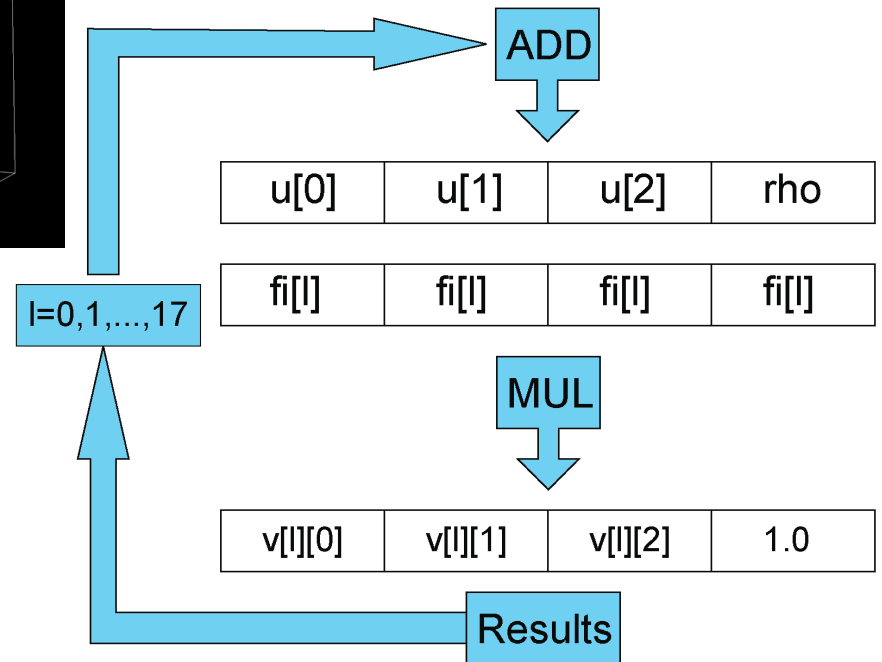 ADD
u[0] u[1] u[2] rho
fi[l] fi[l] fi[l] fi[l]
l=0,1,...,17
MUL
v[l][0] v[l][1] v[l][2] 1.0
Results